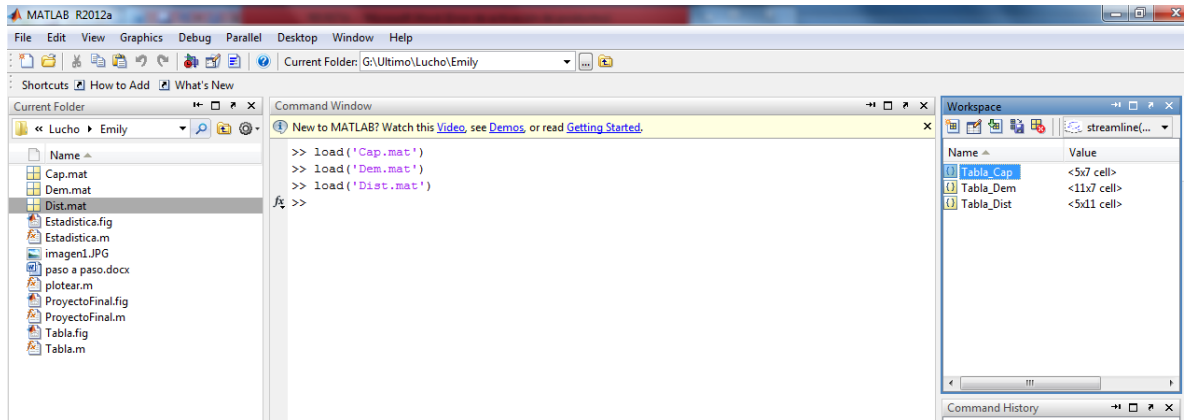 MATLAB R2012a
File Edit View Graphics Debug Parallel Desktop Window Help
Current Folder: G:\Ultimo\Lucho\Emily
Shortcuts How to Add What's New
Current Folder
« Lucho Emily
Name
Cap.mat
Dem.mat
Dist.mat
Estadistica.fig
Estadistica.m
imagen1.JPG
paso a paso.docx
plotear.m
ProyectoFinal.fig
ProyectoFinal.m
Tabla.fig
Tabla.m
Command Window
New to MATLAB? Watch this Video, see Demos, or read Getting Started.
>> load('Cap.mat')
>> load('Dem.mat')
>> load('Dist.mat')
fx >>
Workspace
streamline(...
Name Value
Tabla_Cap <5x7 cell>
Tabla_Dem <11x7 cell>
Tabla_Dist <5x11 cell>
Command History